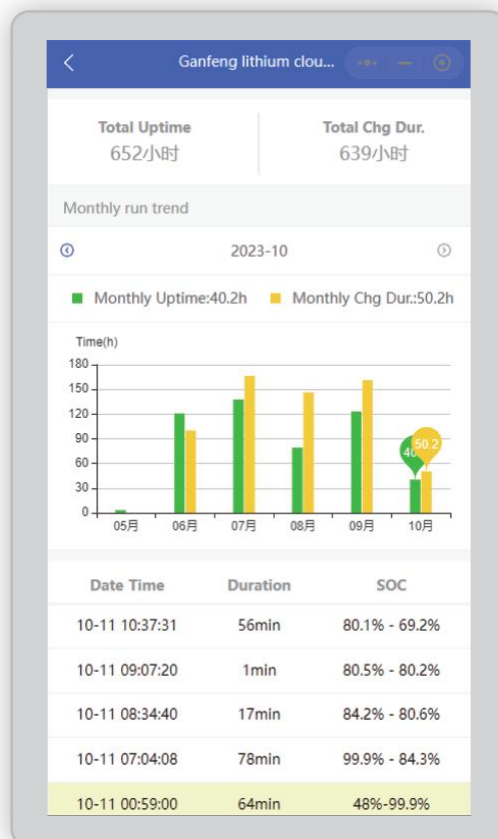 Ganfeng lithium clou...
Total Uptime Total Chg Dur.
652小时 639小时
Monthly run trend
2023-10
Monthly Uptime:40.2h Monthly Chg Dur.:50.2h
Time(h)
180
150
120
90
60
30
0
40 50.2
05月 06月 07月 08月 09月 10月
Date Time Duration SOC
10-11 10:37:31 56min 80.1% - 69.2%
10-11 09:07:20 1min 80.5% - 80.2%
10-11 08:34:40 17min 84.2% - 80.6%
10-11 07:04:08 78min 99.9% - 84.3%
10-11 00:59:00 64min 48%-99.9%